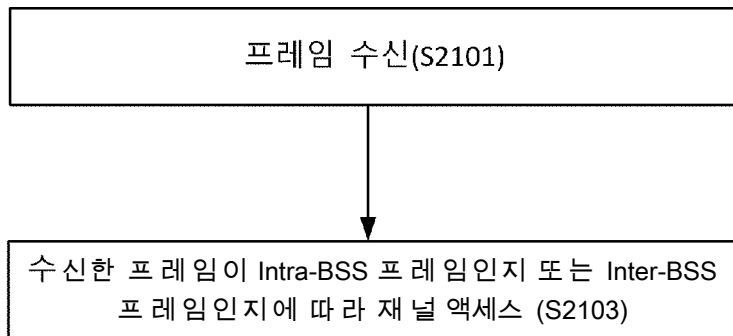 프레임 수신(S2101)
수신한 프레임이 Intra-BSS 프레임인지 또는 Inter-BSS
프레임인지에 따라 재널 액세스 (S2103)